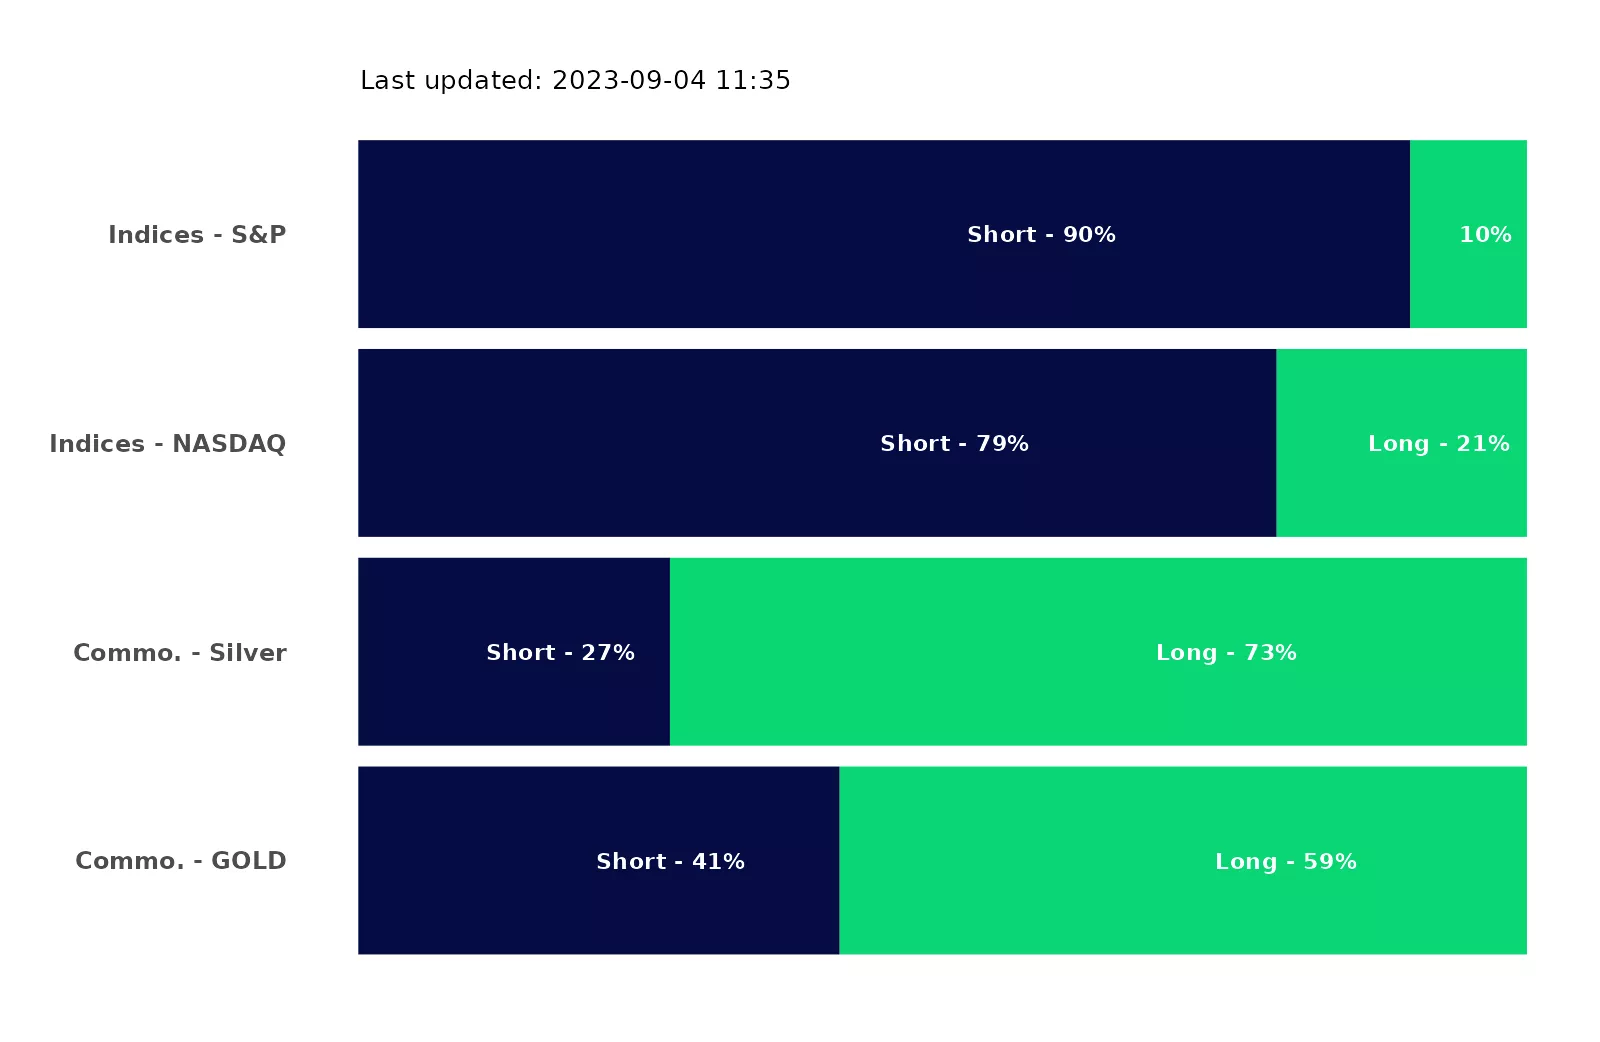 Last updated: 2023-09-04 11:35
Indices - S&P
Short - 90%
10%
Indices - NASDAQ
Short - 79%
Long - 21%
Commo. - Silver
Short - 27%
Long - 73%
Commo. - GOLD
Short - 41%
Long - 59%